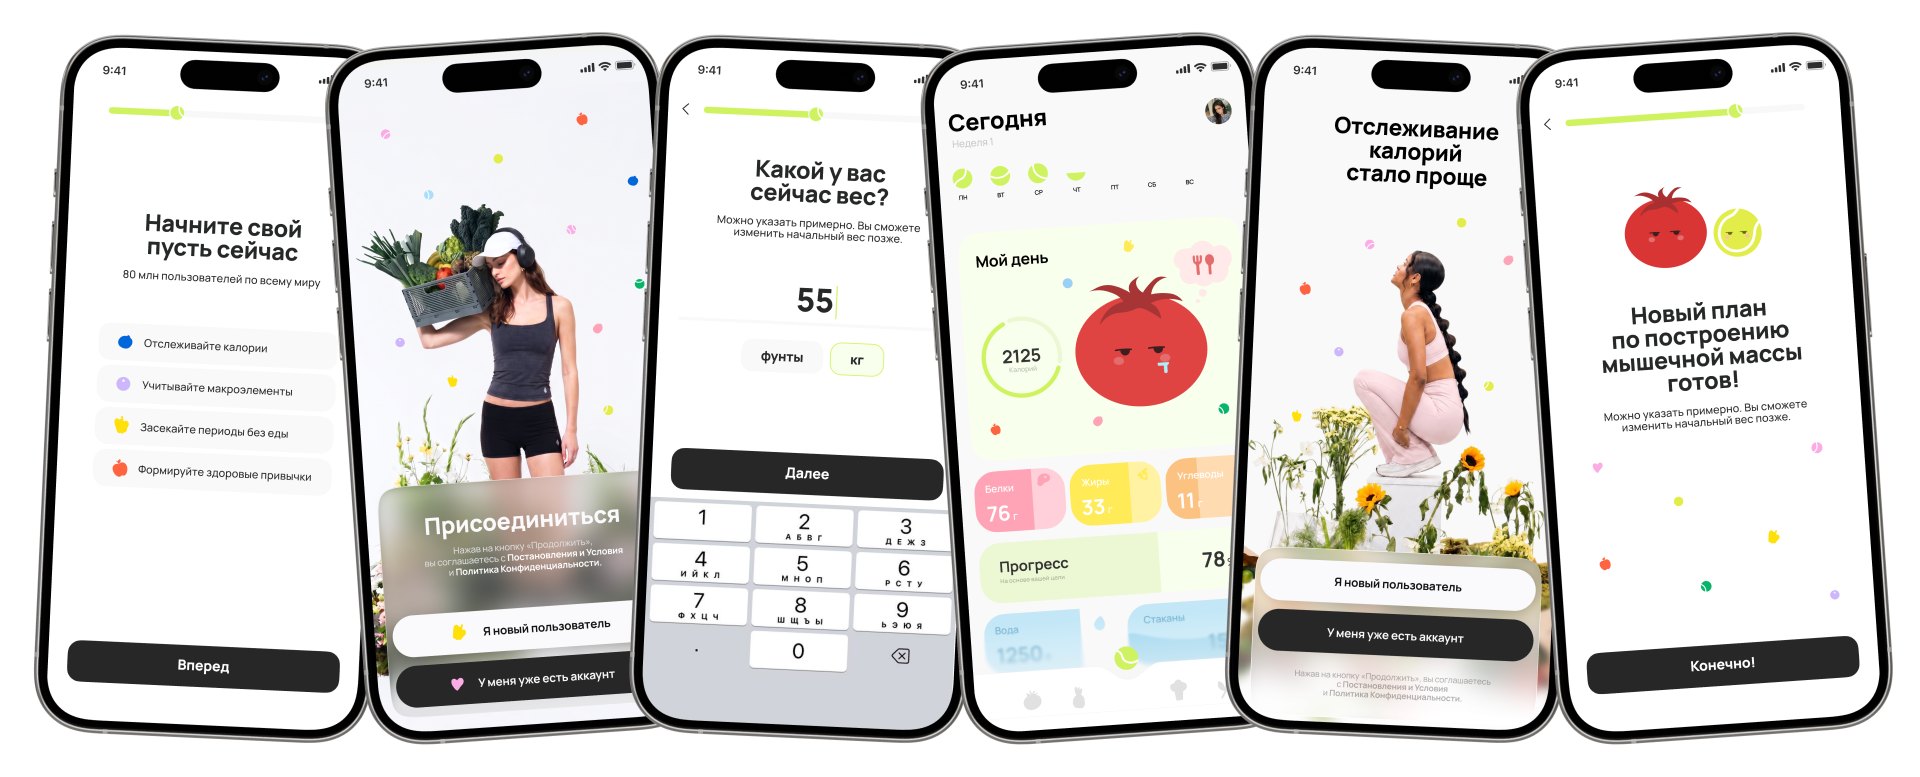 9:41
Начните свой
пусть сейчас
80 млн пользователей по всему миру
Отслеживайте калории
Учитывайте макроэлементы
Засекайте периоды без еды
Формируйте здоровые привычки
Вперед
9:41
Присоединиться
Нажав на кнопку «Продолжить»,
вы соглашаетесь с Постановления и Условия
и Политика Конфиденциальности.
Я новый пользователь
У меня уже есть аккаунт
9:41
Какой у вас
сейчас вес?
Можно указать примерно. Вы сможете
изменить начальный вес позже.
55
фунты кг
Далее
1 2 3
А Б В Г Д Е Ж З
4 5 6
И Й К Л М Н О П Р С Т У
7 8 9
Ф Х Ц Ч Ш Щ Ъ Ы Ь Э Ю Я
. 0
9:41
Сегодня
Неделя 1
ПН ВТ СР ЧТ ПТ СБ ВС
Мой день
2125
Калорий
Белки Жиры Углеводы
76 г 33 г 11 г
Прогресс 78
На основе вашей цели
Вода Стаканы
1250 15
9:41
Отслеживание
калорий
стало проще
Я новый пользователь
У меня уже есть аккаунт
Нажав на кнопку «Продолжить», вы соглашаетесь
с Постановления и Условия
и Политика Конфиденциальности.
9:41
Новый план
по построению
мышечной массы
готов!
Можно указать примерно. Вы сможете
изменить начальный вес позже.
Конечно!